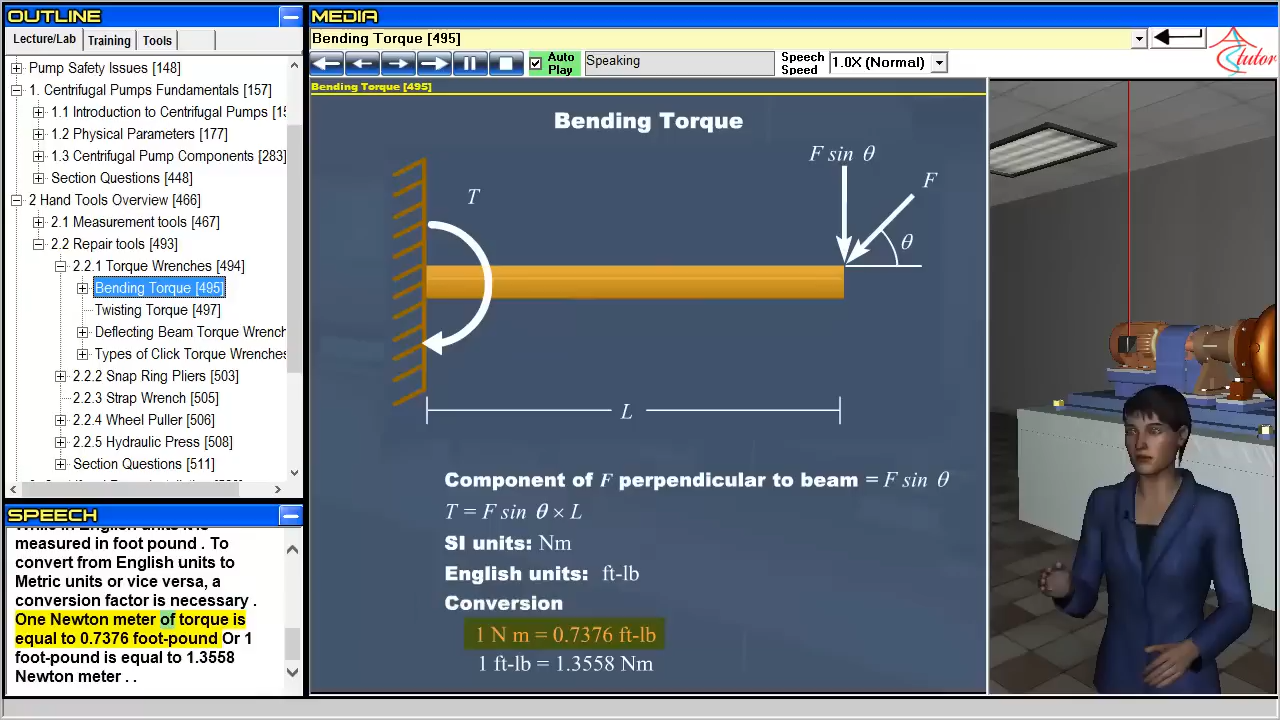 OUTLINE
Lecture/Lab Training Tools
Pump Safety Issues [148]
1. Centrifugal Pumps Fundamentals [157]
1.1 Introduction to Centrifugal Pumps
1.2 Physical Parameters [177]
1.3 Centrifugal Pump Components [283]
Section Questions [448]
2 Hand Tools Overview [466]
2.1 Measurement tools [467]
2.2 Repair tools [493]
2.2.1 Torque Wrenches [494]
Bending Torque [495]
Twisting Torque [497]
Deflecting Beam Torque Wrench
Types of Click Torque Wrenches
2.2.2 Snap Ring Pliers [503]
2.2.3 Strap Wrench [505]
2.2.4 Wheel Puller [506]
2.2.5 Hydraulic Press [508]
Section Questions [511]
SPEECH
measured in foot pound . To
convert from English units to
Metric units or vice versa, a
conversion factor is necessary .
One Newton meter of torque is
equal to 0.7376 foot-pound Or 1
foot-pound is equal to 1.3558
Newton meter . .
MEDIA
Bending Torque [495]
Auto
Play
Speaking
Speech
Speed
1.0X (Normal)
tutor
Bending Torque [495]
Bending Torque
F sin θ
F
T
θ
L
Component of F perpendicular to beam = F sin θ
T = F sin θ × L
SI units: Nm
English units: ft-lb
Conversion
1 N m = 0.7376 ft-lb
1 ft-lb = 1.3558 Nm